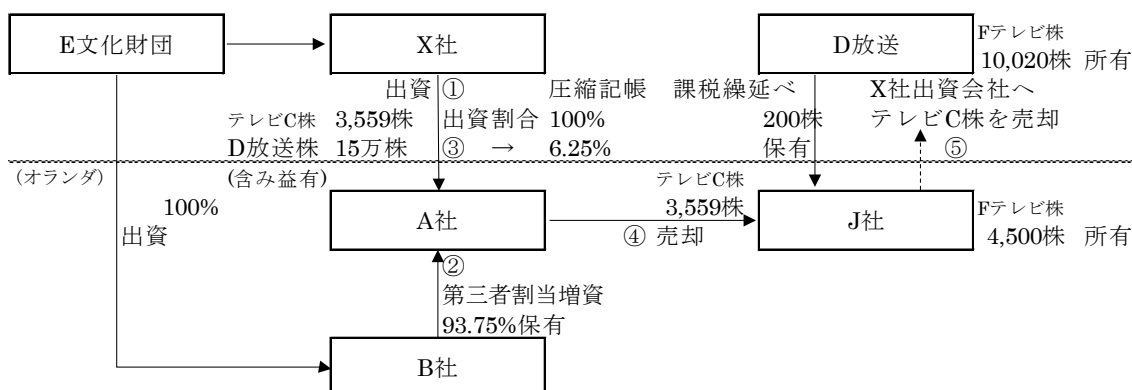 E文化財団
X社
D放送
Fテレビ株
10,020株 所有
出資 ① 圧縮記帳 課税繰延べ
X社出資会社へ
テレビC株 3,559株 出資割合 100%
200株
テレビC株を売却
D放送株 15万株 ③ → 6.25%
保有
⑤
(オランダ)
(含み益有)
テレビC株
100%
A社
3,559株
J社
Fテレビ株
出資
④ 売却
4,500株 所有
②
第三者割当増資
93.75%保有
B社